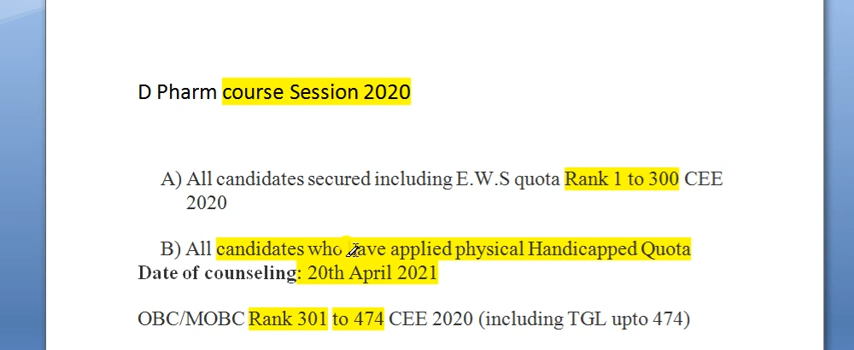 D Pharm course Session 2020
A) All candidates secured including E.W.S quota Rank 1 to 300 CEE
2020
B) All candidates who have applied physical Handicapped Quota
Date of counseling: 20th April 2021
OBC/MOBC Rank 301 to 474 CEE 2020 (including TGL upto 474)